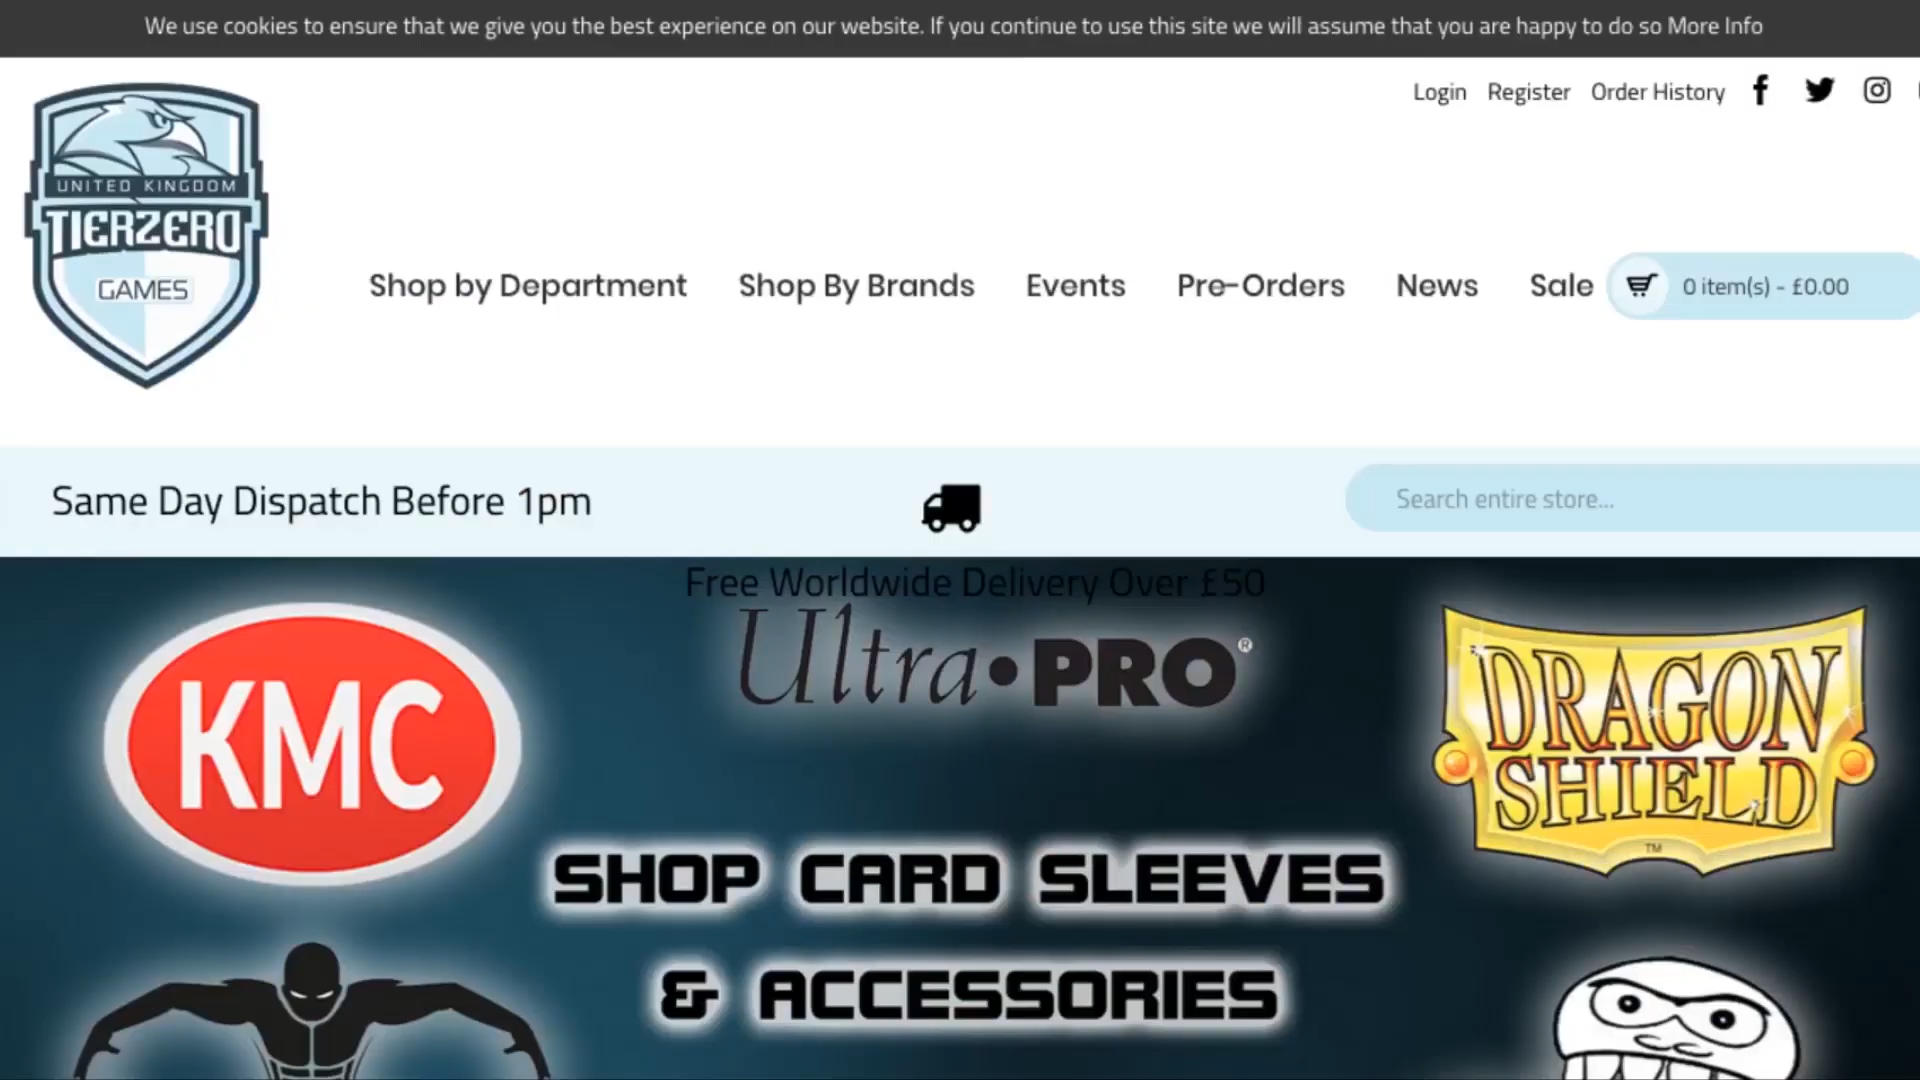 We use cookies to ensure that we give you the best experience on our website. If you continue to use this site we will assume that you are happy to do so More Info
Login Register Order History
UNITED KINGDOM
TIERZERO
GAMES
Shop by Department Shop By Brands Events Pre-Orders News Sale 0 item(s) - £0.00
Same Day Dispatch Before 1pm
Search entire store...
Free Worldwide Delivery Over £50
KMC
Ultra•PRO®
DRAGON
SHIELD
TM
SHOP CARD SLEEVES
& ACCESSORIES